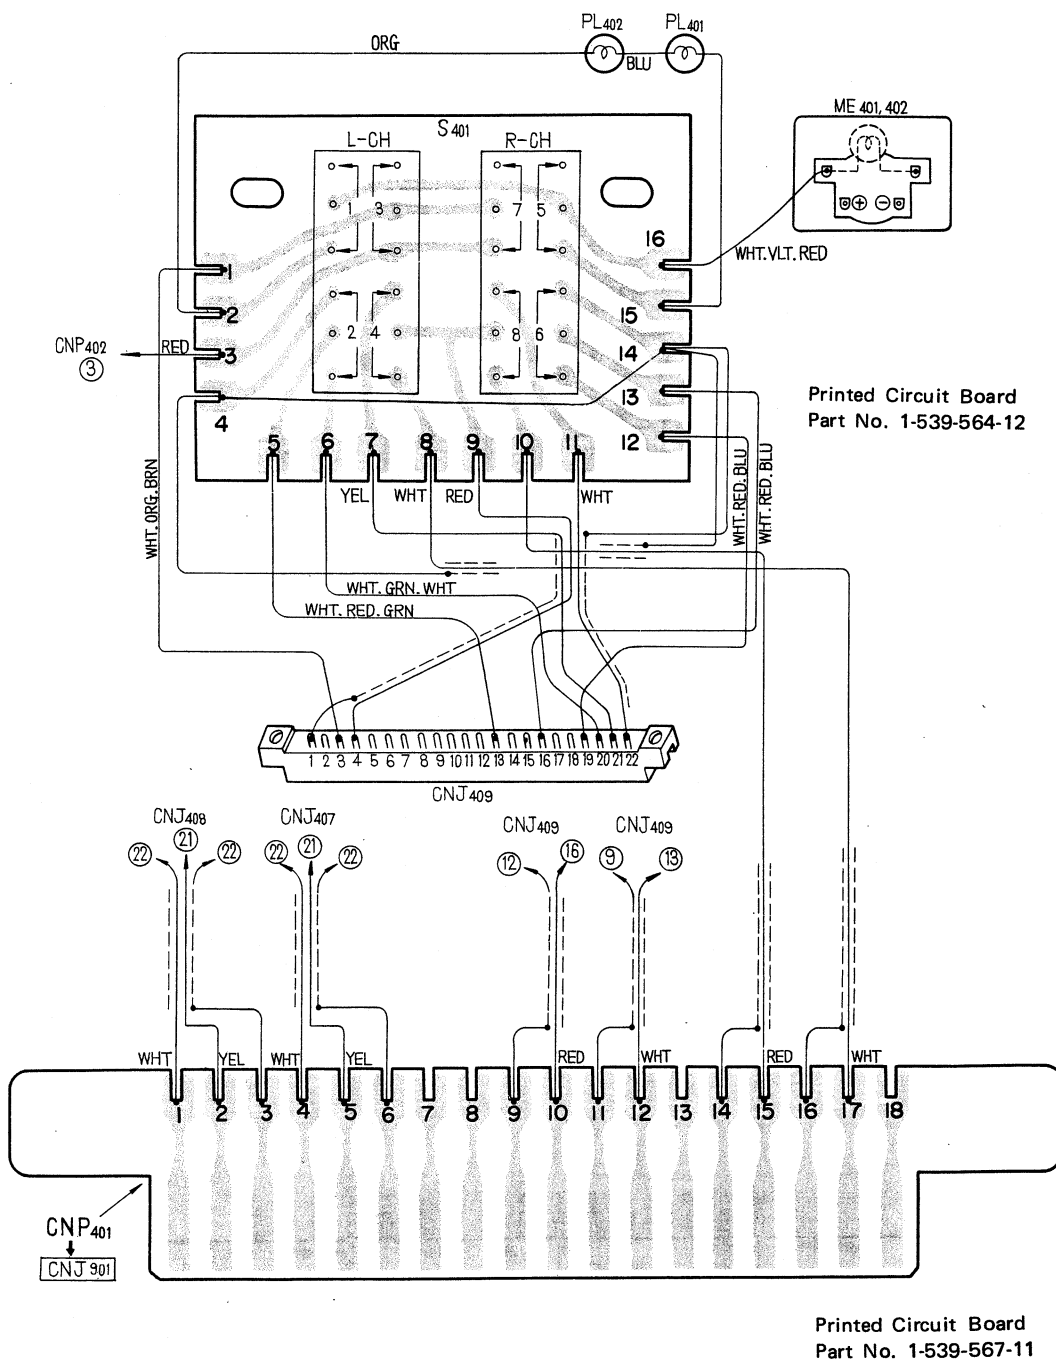 PL402 PL401
ORG
BLU
ME 401, 402
S401
L-CH R-CH
1 3 7 5
16
WHT.VLT.RED
1
2 15
2 4 8 6
CNP402 RED 3 14
③
Printed Circuit Board
13
Part No. 1-539-564-12
4
5 6 7 8 9 10 11 12
YEL WHT RED WHT
WHT.ORG.BRN
WHT.RED.BLU
WHT.RED.BLU
WHT.GRN.WHT
WHT.RED.GRN
1 2 3 4 5 6 7 8 9 10 11 12 13 14 15 16 17 18 19 20 21 22
CNJ409
CNJ408 CNJ407 CNJ409 CNJ409
㉒ ㉑ ㉒ ㉒ ㉑ ㉒ ⑫ ⑯ ⑨ ⑬
WHT YEL WHT YEL RED WHT RED WHT
1 2 3 4 5 6 7 8 9 10 11 12 13 14 15 16 17 18
CNP401
CNJ 901
Printed Circuit Board
Part No. 1-539-567-11